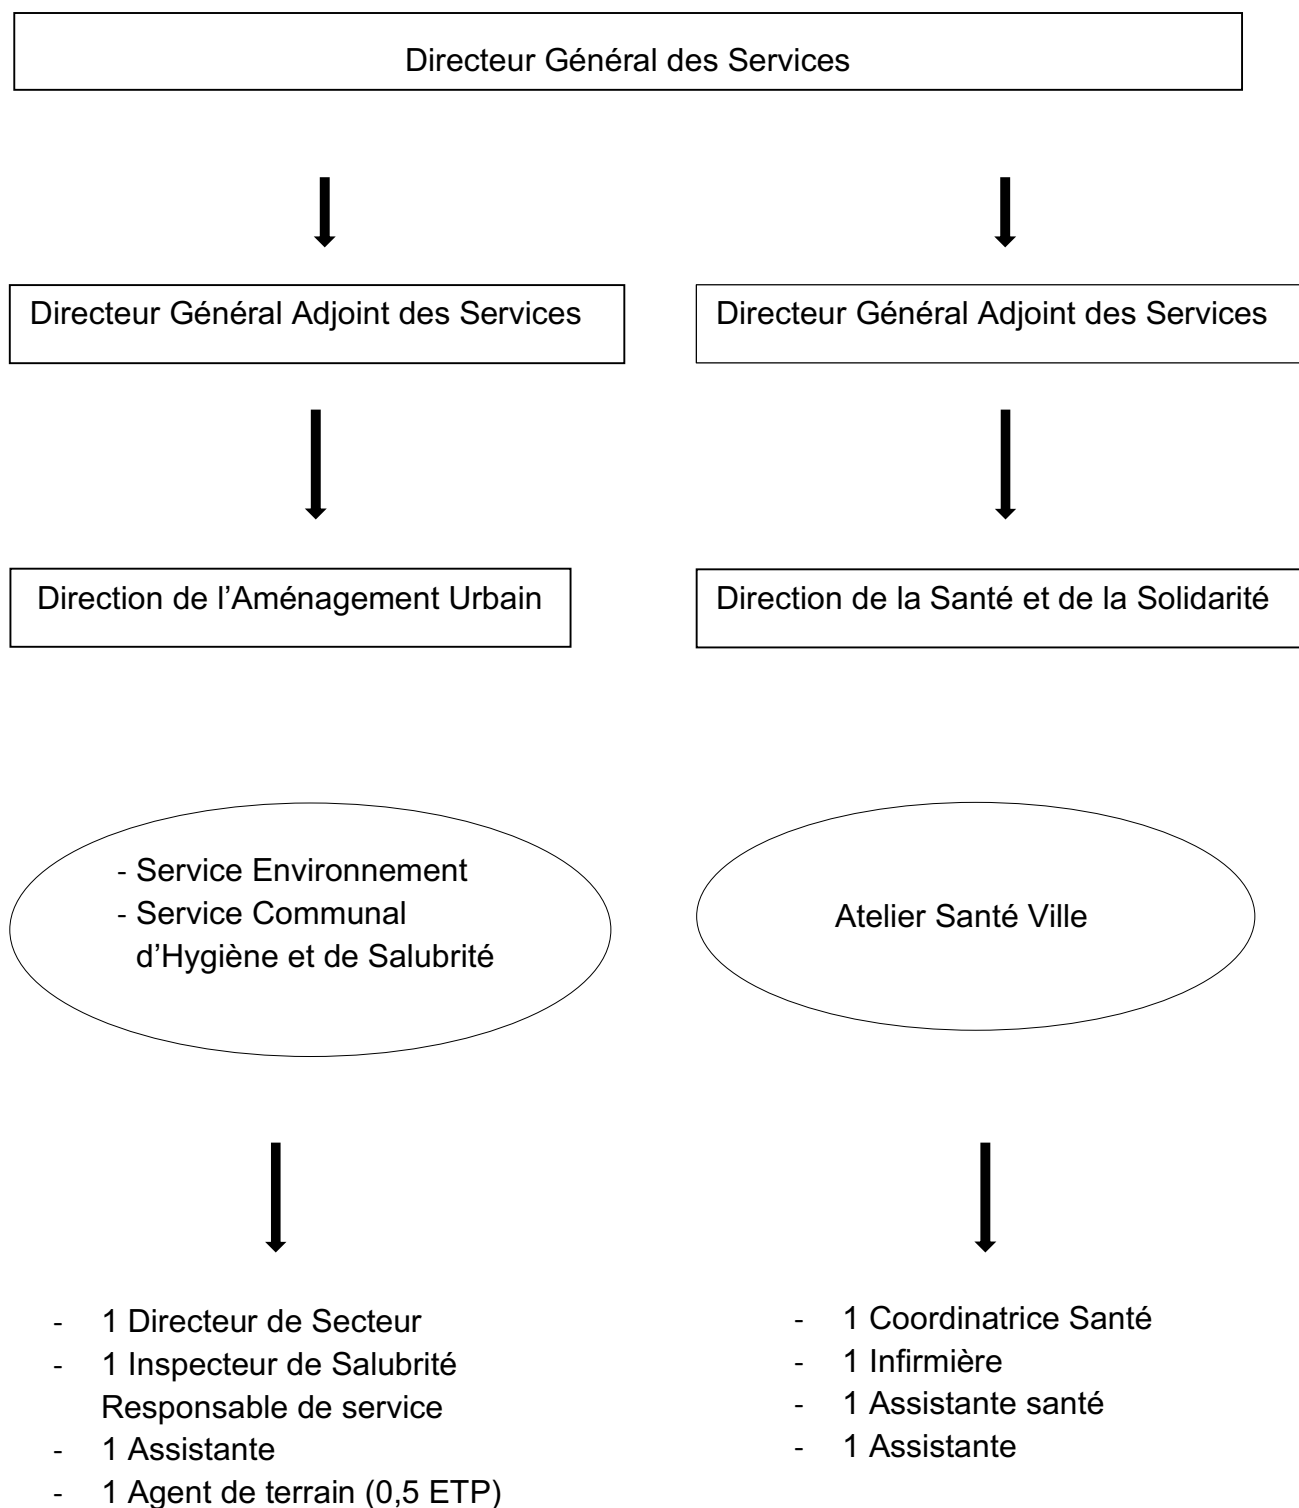 Directeur Général des Services
Directeur Général Adjoint des Services
Directeur Général Adjoint des Services
Direction de l’Aménagement Urbain
Direction de la Santé et de la Solidarité
- Service Environnement
- Service Communal
d’Hygiène et de Salubrité
Atelier Santé Ville
- 1 Directeur de Secteur
- 1 Inspecteur de Salubrité
Responsable de service
- 1 Assistante
- 1 Agent de terrain (0,5 ETP)
- 1 Coordinatrice Santé
- 1 Infirmière
- 1 Assistante santé
- 1 Assistante